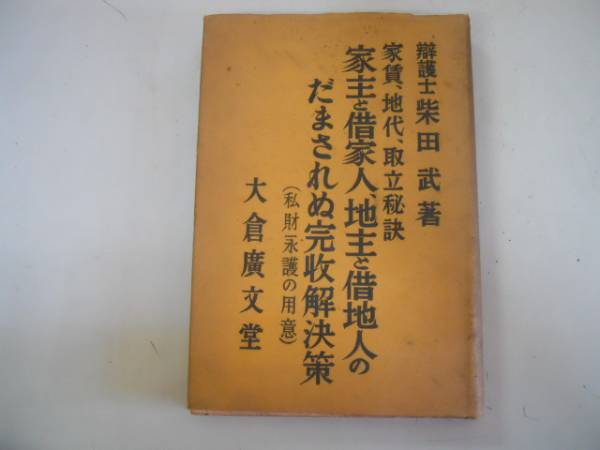 辯護士 柴田武著
家賃、地代、取立秘訣
家主と借家人、地主と借地人の
だまされぬ完收解決策
（私財永護の用意）
大倉廣文堂